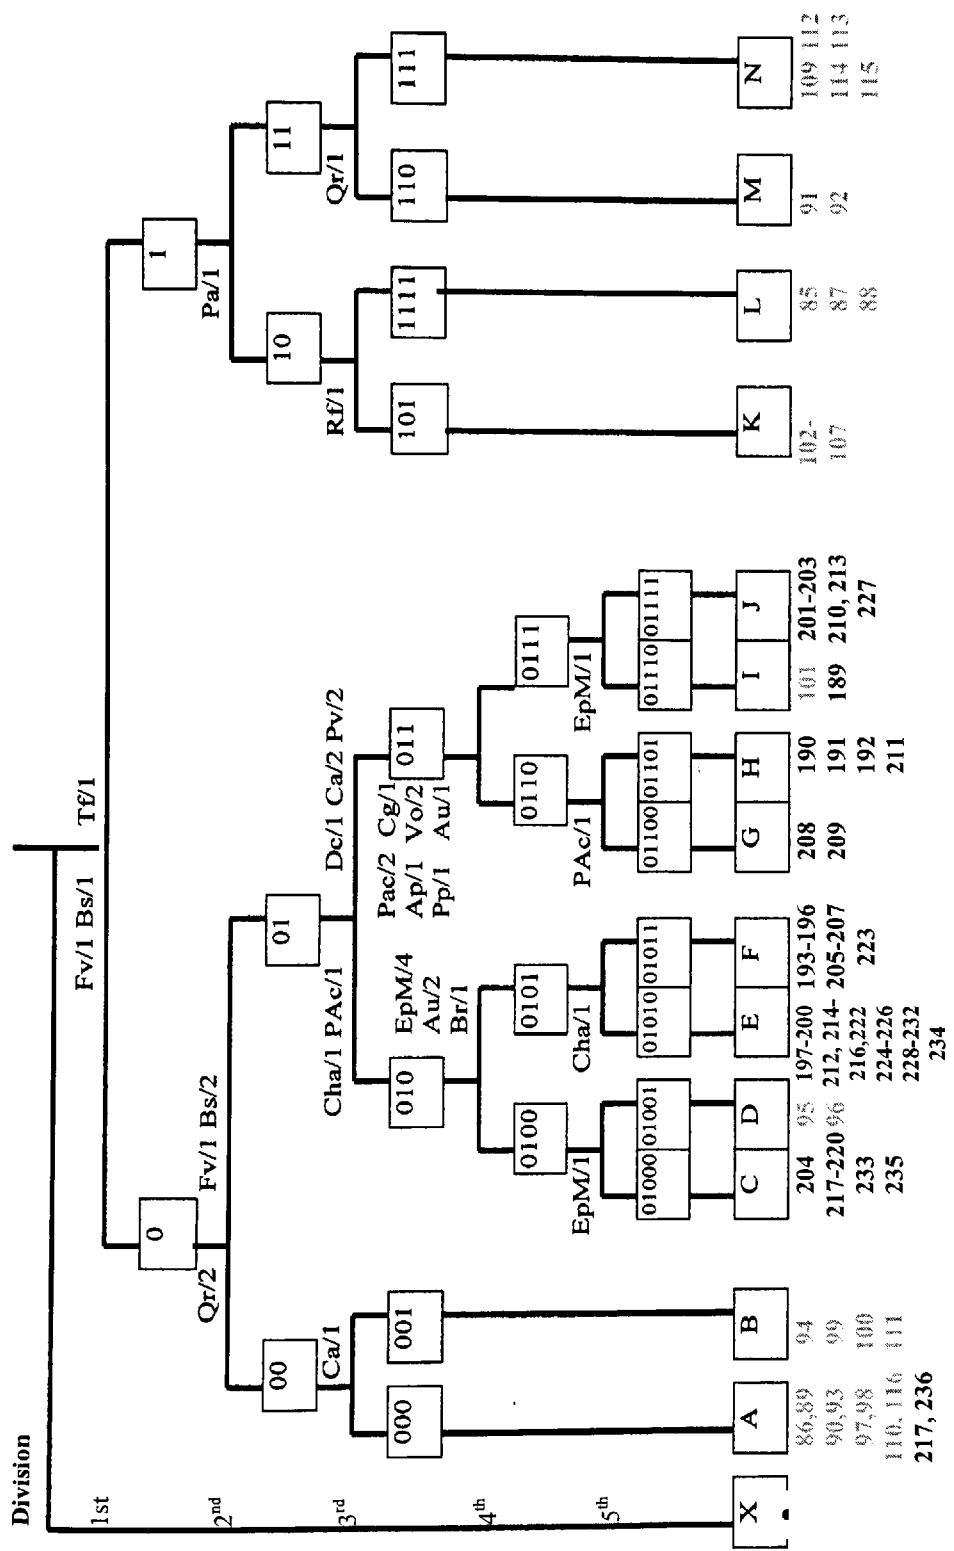 Division
1st
2nd
3rd
4th
5th
Fv/1 Bs/1
Tf/1
0
1
Qr/2
Fv/1 Bs/2
Pa/1
00
01
10
11
Ca/1
Cha/1 PAc/1
Dc/1 Ca/2 Pv/2
Rf/1
Qr/1
000
001
010
011
101
1111
110
111
EpM/4
Au/2
Br/1
Pac/2 Cg/1
Ap/1 Vo/2
Pp/1 Au/1
0100
0101
0110
0111
EpM/1
Cha/1
PAc/1
EpM/1
01000
01001
01010
01011
01100
01101
01110
01111
X
A
B
C
D
E
F
G
H
I
J
K
L
M
N
86,89
90,93
97,98
110, 116
217, 236
94
99
100
111
204
217-220
233
235
95
96
197-200
212, 214-
216,222
224-226
228-232
234
193-196
205-207
223
208
209
190
191
192
211
101
189
201-203
210, 213
227
102-
107
85
87
88
91
92
109 112
114 113
115